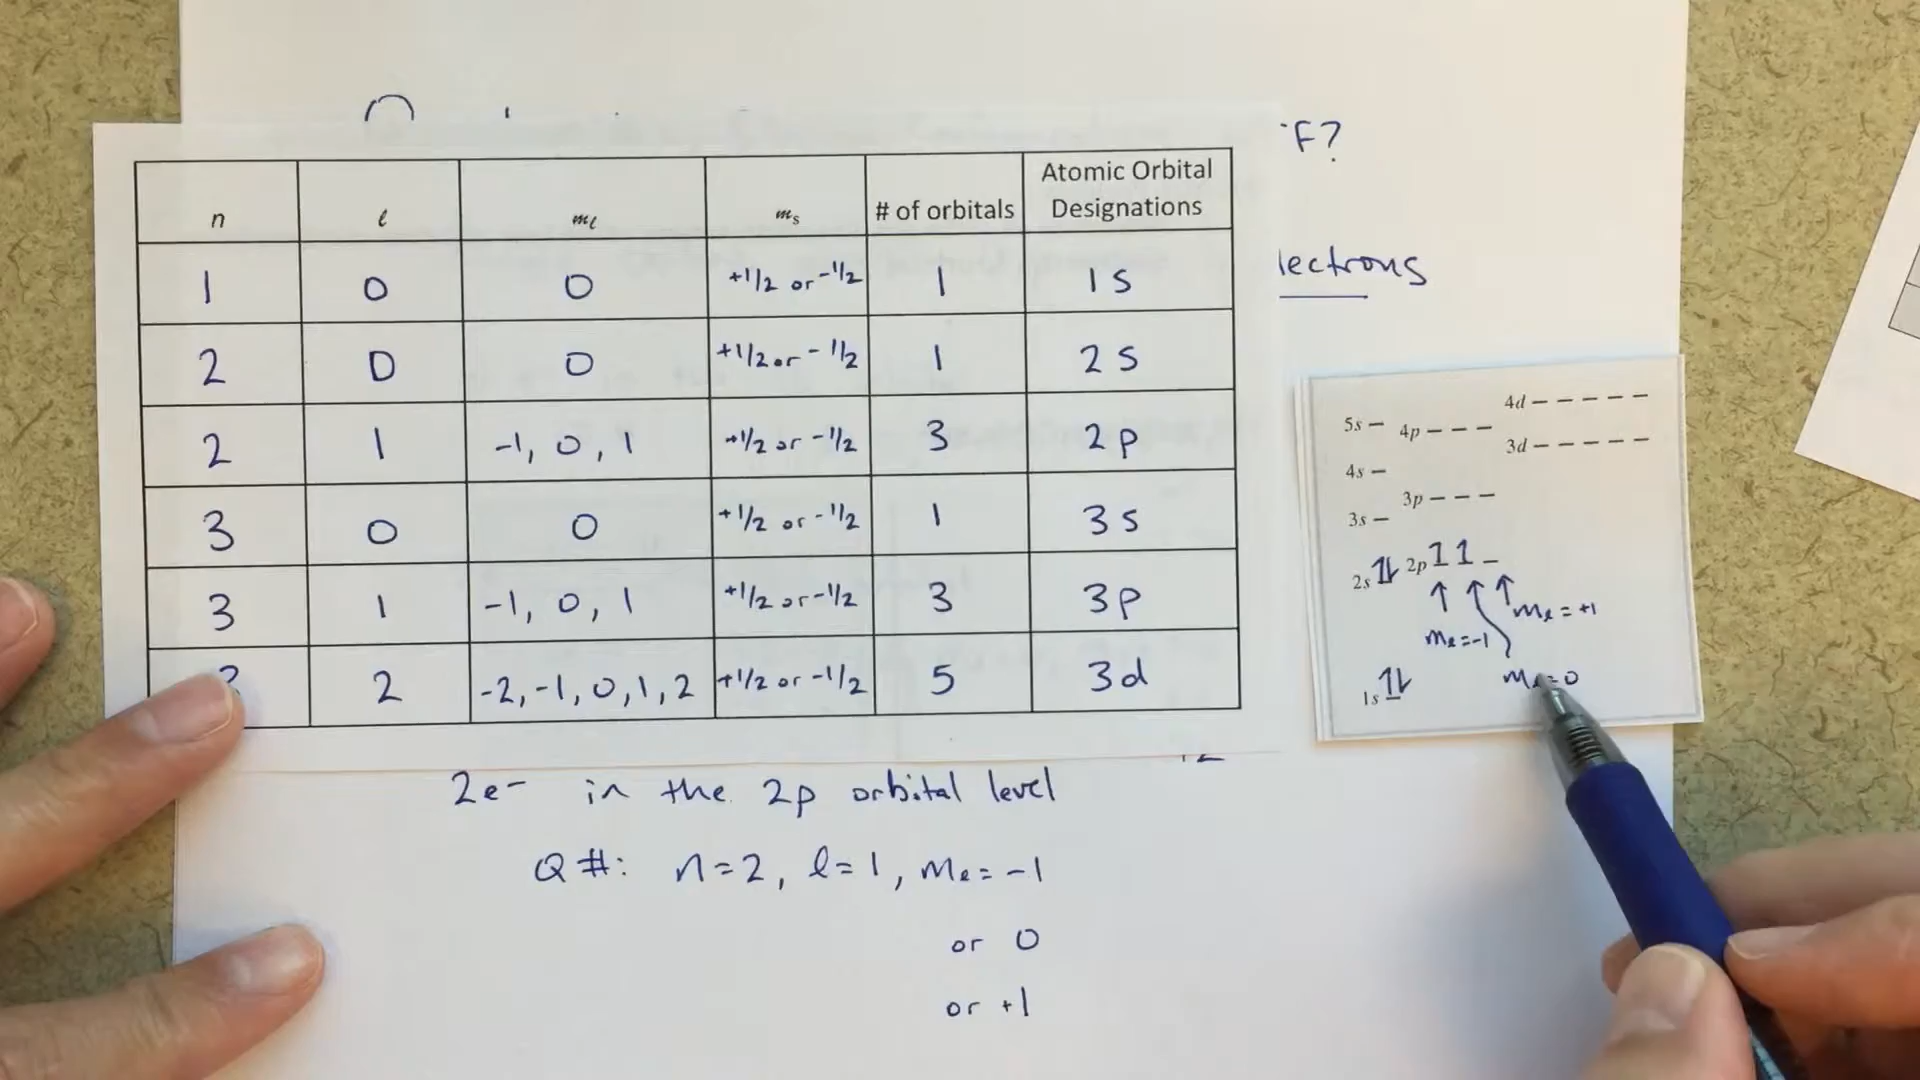 F?
lectrons
n ℓ mℓ ms # of orbitals Atomic Orbital Designations
1 0 0 +1/2 or -1/2 1 1s
2 0 0 +1/2 or -1/2 1 2s
2 1 -1, 0, 1 +1/2 or -1/2 3 2p
3 0 0 +1/2 or -1/2 1 3s
3 1 -1, 0, 1 +1/2 or -1/2 3 3p
2 -2, -1, 0, 1, 2 +1/2 or -1/2 5 3d
4d – – – – –
5s – 4p – – –
3d – – – – –
4s –
3p – – –
3s –
2s ↿⇂ 2p ↿ ↿ –
mℓ = +1
mℓ = -1
1s ↿⇂ mℓ = 0
2e- in the 2p orbital level
Q #: n = 2, ℓ = 1, mℓ = -1
or 0
or +1